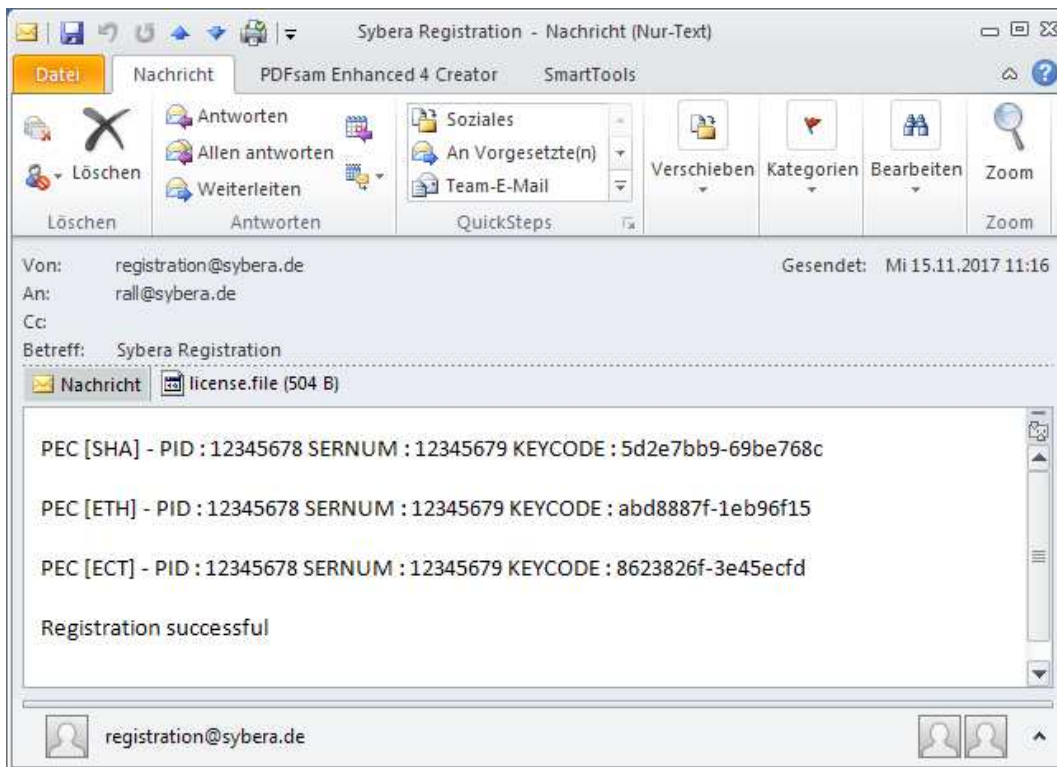 Sybera Registration - Nachricht (Nur-Text)
Datei Nachricht PDFsam Enhanced 4 Creator SmartTools
Löschen
Antworten
Allen antworten
Weiterleiten
Soziales
An Vorgesetzte(n)
Team-E-Mail
Verschieben
Kategorien
Bearbeiten
Zoom
Löschen Antworten QuickSteps Zoom
Von: registration@sybera.de Gesendet: Mi 15.11.2017 11:16
An: rall@sybera.de
Cc:
Betreff: Sybera Registration
Nachricht license.file (504 B)
PEC [SHA] - PID : 12345678 SERNUM : 12345679 KEYCODE : 5d2e7bb9-69be768c
PEC [ETH] - PID : 12345678 SERNUM : 12345679 KEYCODE : abd8887f-1eb96f15
PEC [ECT] - PID : 12345678 SERNUM : 12345679 KEYCODE : 8623826f-3e45ecfd
Registration successful
registration@sybera.de